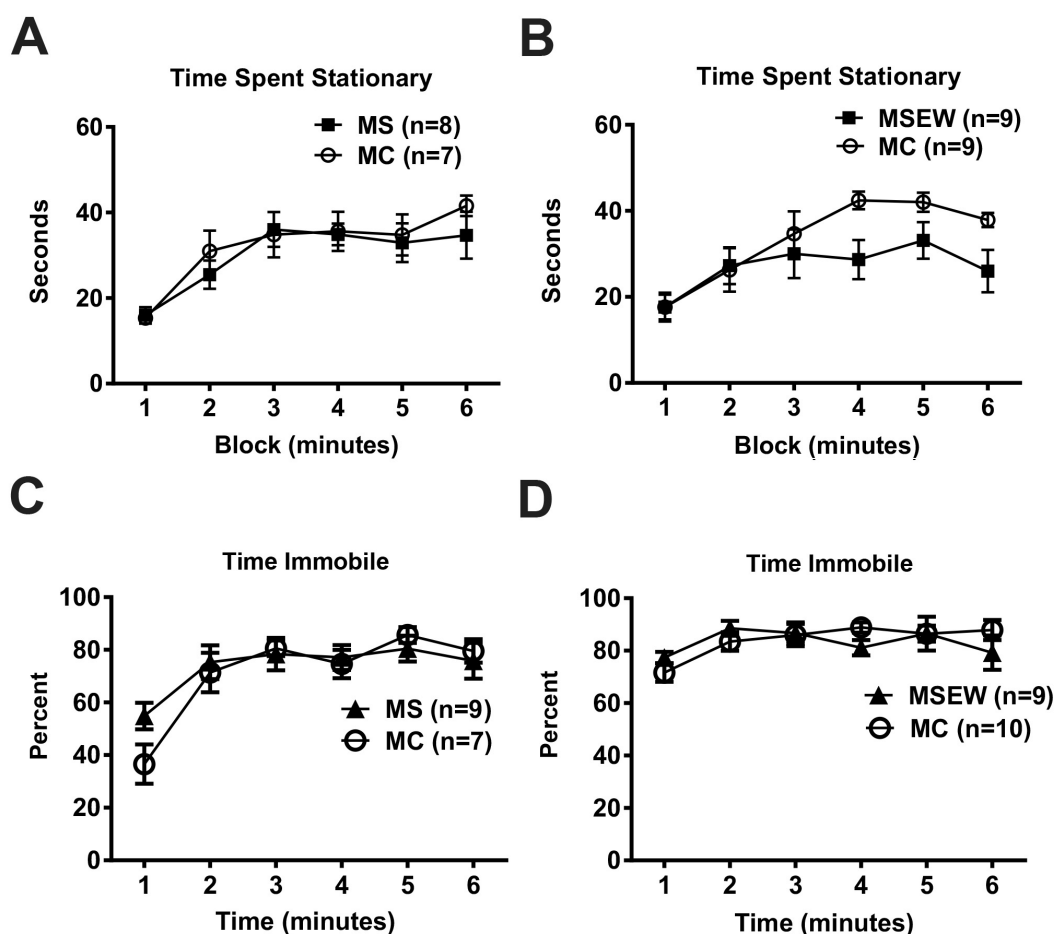 A
Time Spent Stationary
MS (n=8)
MC (n=7)
60
40
20
0
Seconds
1 2 3 4 5 6
Block (minutes)
B
Time Spent Stationary
MSEW (n=9)
MC (n=9)
60
40
20
0
Seconds
1 2 3 4 5 6
Block (minutes)
C
Time Immobile
100
80
60
40
20
0
Percent
MS (n=9)
MC (n=7)
1 2 3 4 5 6
Time (minutes)
D
Time Immobile
100
80
60
40
20
0
Percent
MSEW (n=9)
MC (n=10)
1 2 3 4 5 6
Time (minutes)